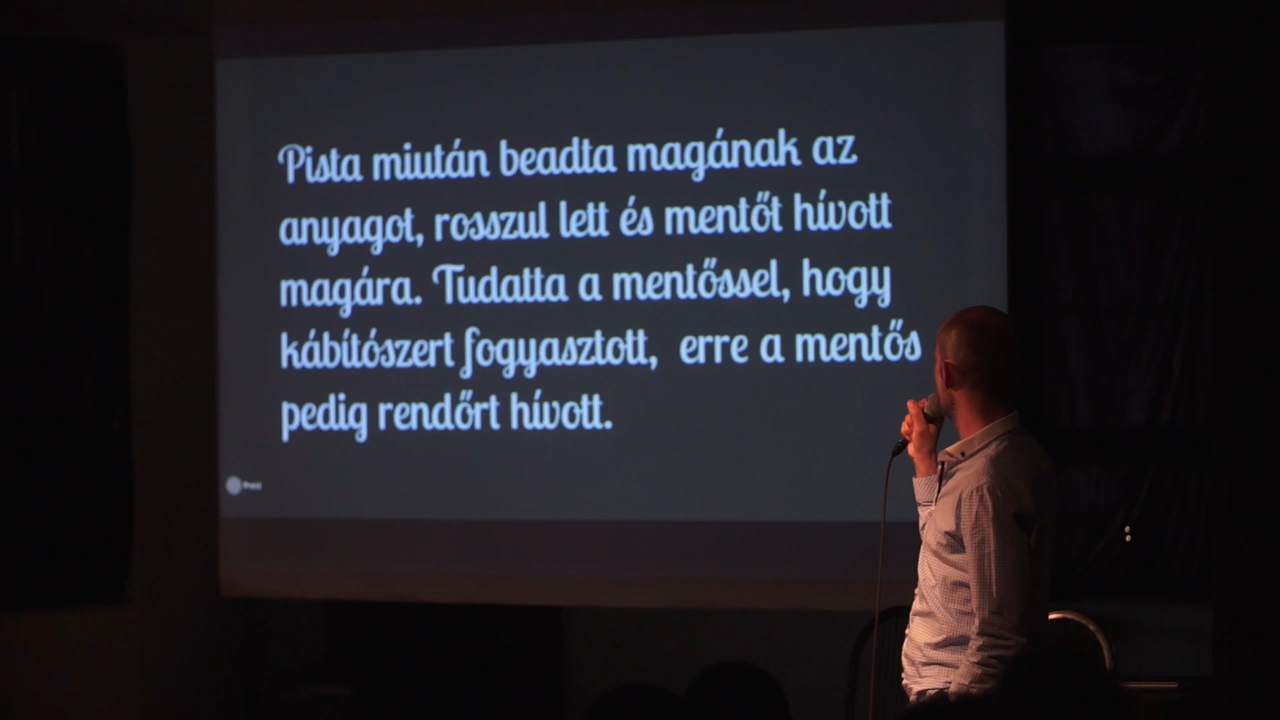 Pista miután beadta magának az
anyagot, rosszul lett és mentőt hívott
magára. Tudatta a mentőssel, hogy
kábítószert fogyasztott, erre a mentős
pedig rendőrt hívott.
Prezi